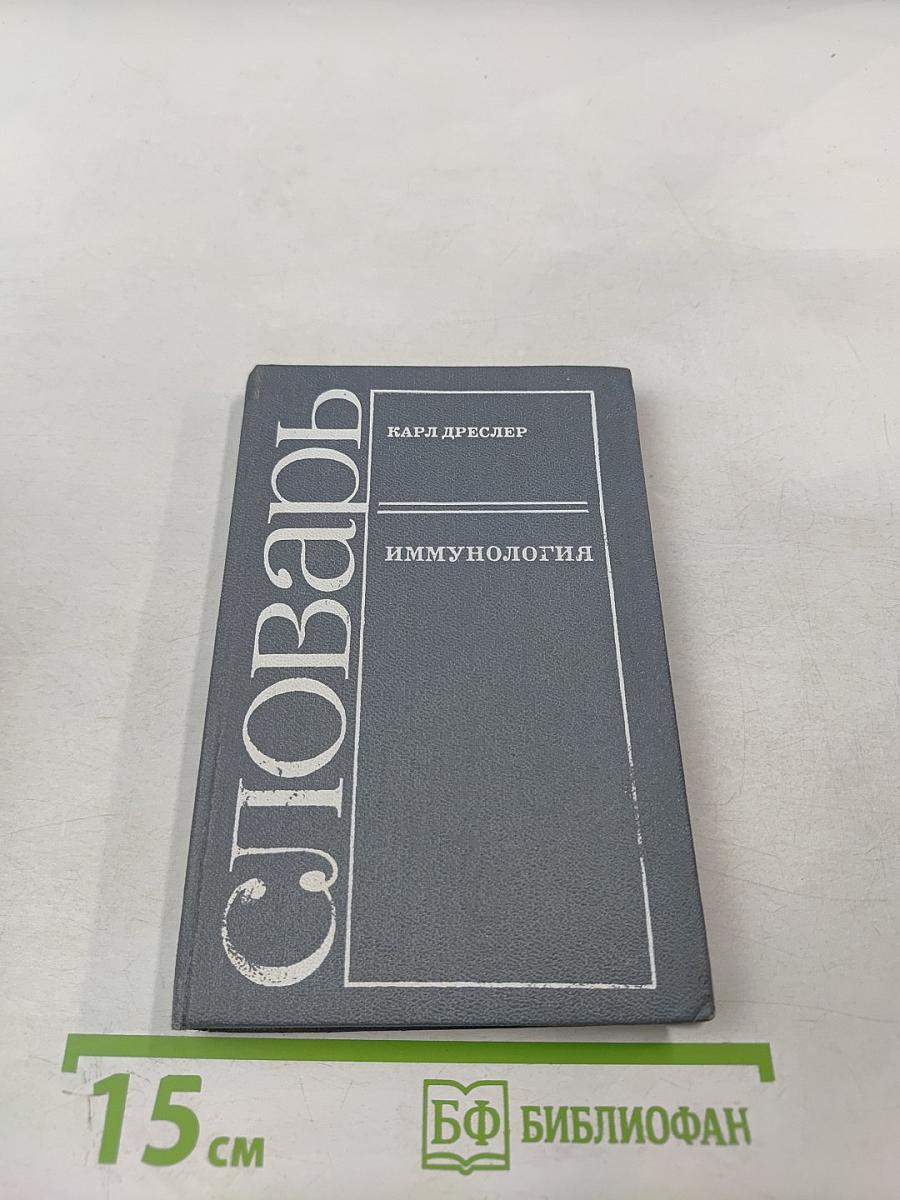 СЛОВарь
КАРЛ ДРЕСЛЕР
ИММУНОЛОГИЯ
15 см
БФ БИБЛИОФАН